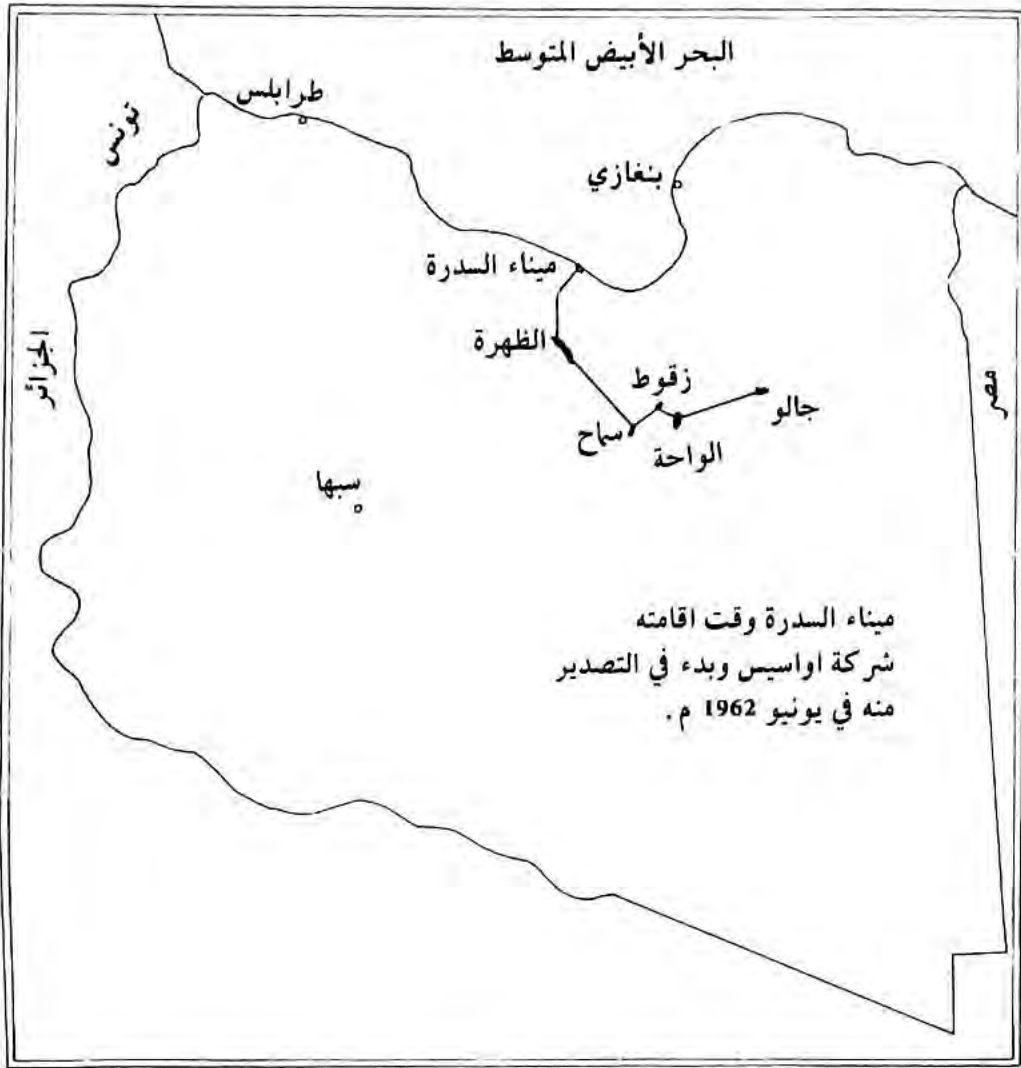 البحر الأبيض المتوسط
طرابلس
تونس
بنغازي
ميناء السدرة
الظهرة
الجزائر
زقوط
مصر
جالو
سماح
الواحة
سبها
ميناء السدرة وقت اقامته
شركة اواسيس وبدء في التصدير
منه في يونيو 1962 م.